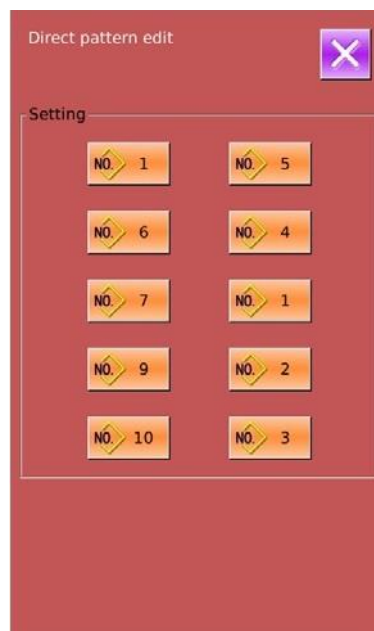 Direct pattern edit
Setting
NO. 1 NO. 5
NO. 6 NO. 4
NO. 7 NO. 1
NO. 9 NO. 2
NO. 10 NO. 3